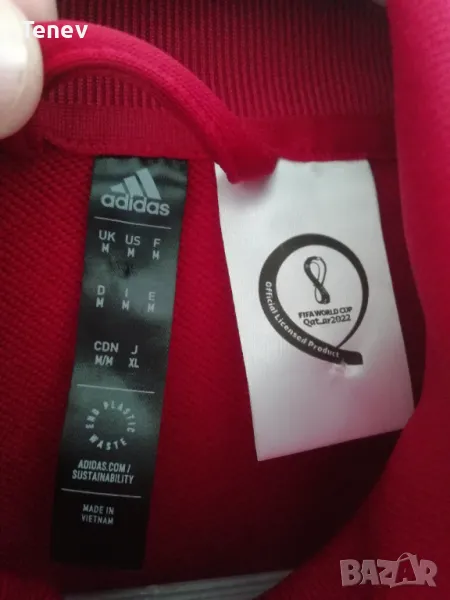 Tenev
adidas
UK US F
M M M
D I E
M M M
CDN J
M/M XL
END PLASTIC WASTE
ADIDAS.COM/
SUSTAINABILITY
MADE IN
VIETNAM
FIFA WORLD CUP
Qatar2022
Official Licensed Product
BAZAR